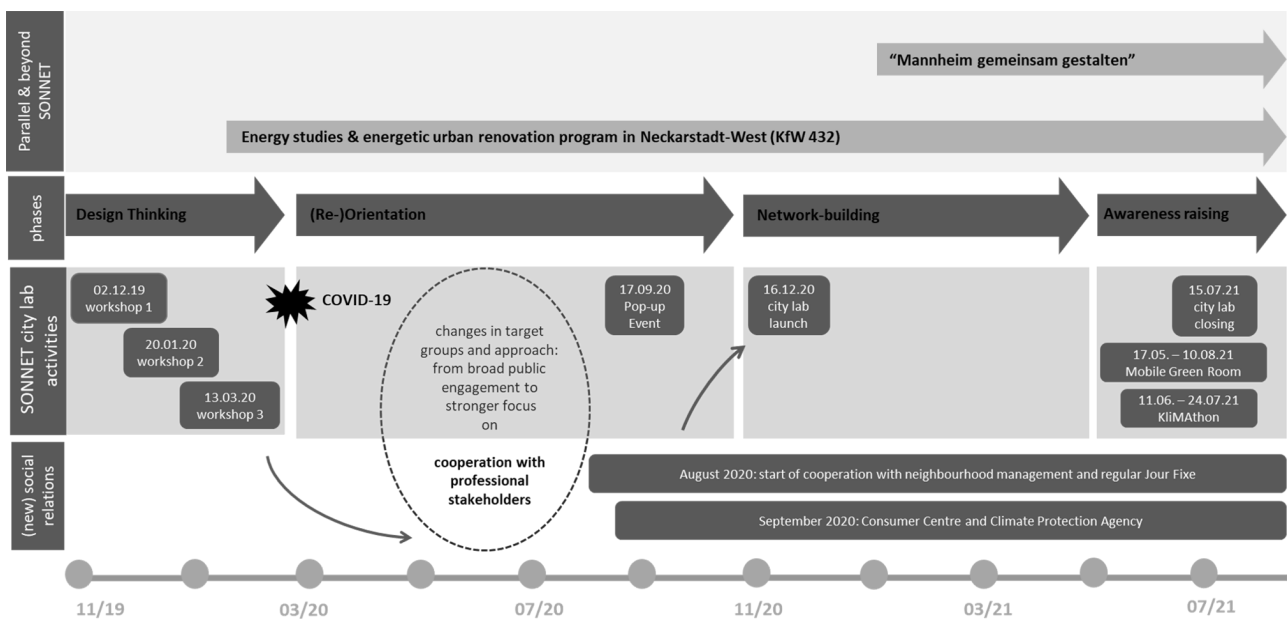 Parallel & beyond
SONNET
“Mannheim gemeinsam gestalten”
Energy studies & energetic urban renovation program in Neckarstadt-West (KfW 432)
phases
Design Thinking
(Re-)Orientation
Network-building
Awareness raising
SONNET city lab
activities
02.12.19
workshop 1
20.01.20
workshop 2
13.03.20
workshop 3
COVID-19
changes in target
groups and approach:
from broad public
engagement to
stronger focus
on
cooperation with
professional
stakeholders
17.09.20
Pop-up
Event
16.12.20
city lab
launch
15.07.21
city lab
closing
17.05. – 10.08.21
Mobile Green Room
11.06. – 24.07.21
KliMAthon
(new) social
relations
August 2020: start of cooperation with neighbourhood management and regular Jour Fixe
September 2020: Consumer Centre and Climate Protection Agency
11/19
03/20
07/20
11/20
03/21
07/21